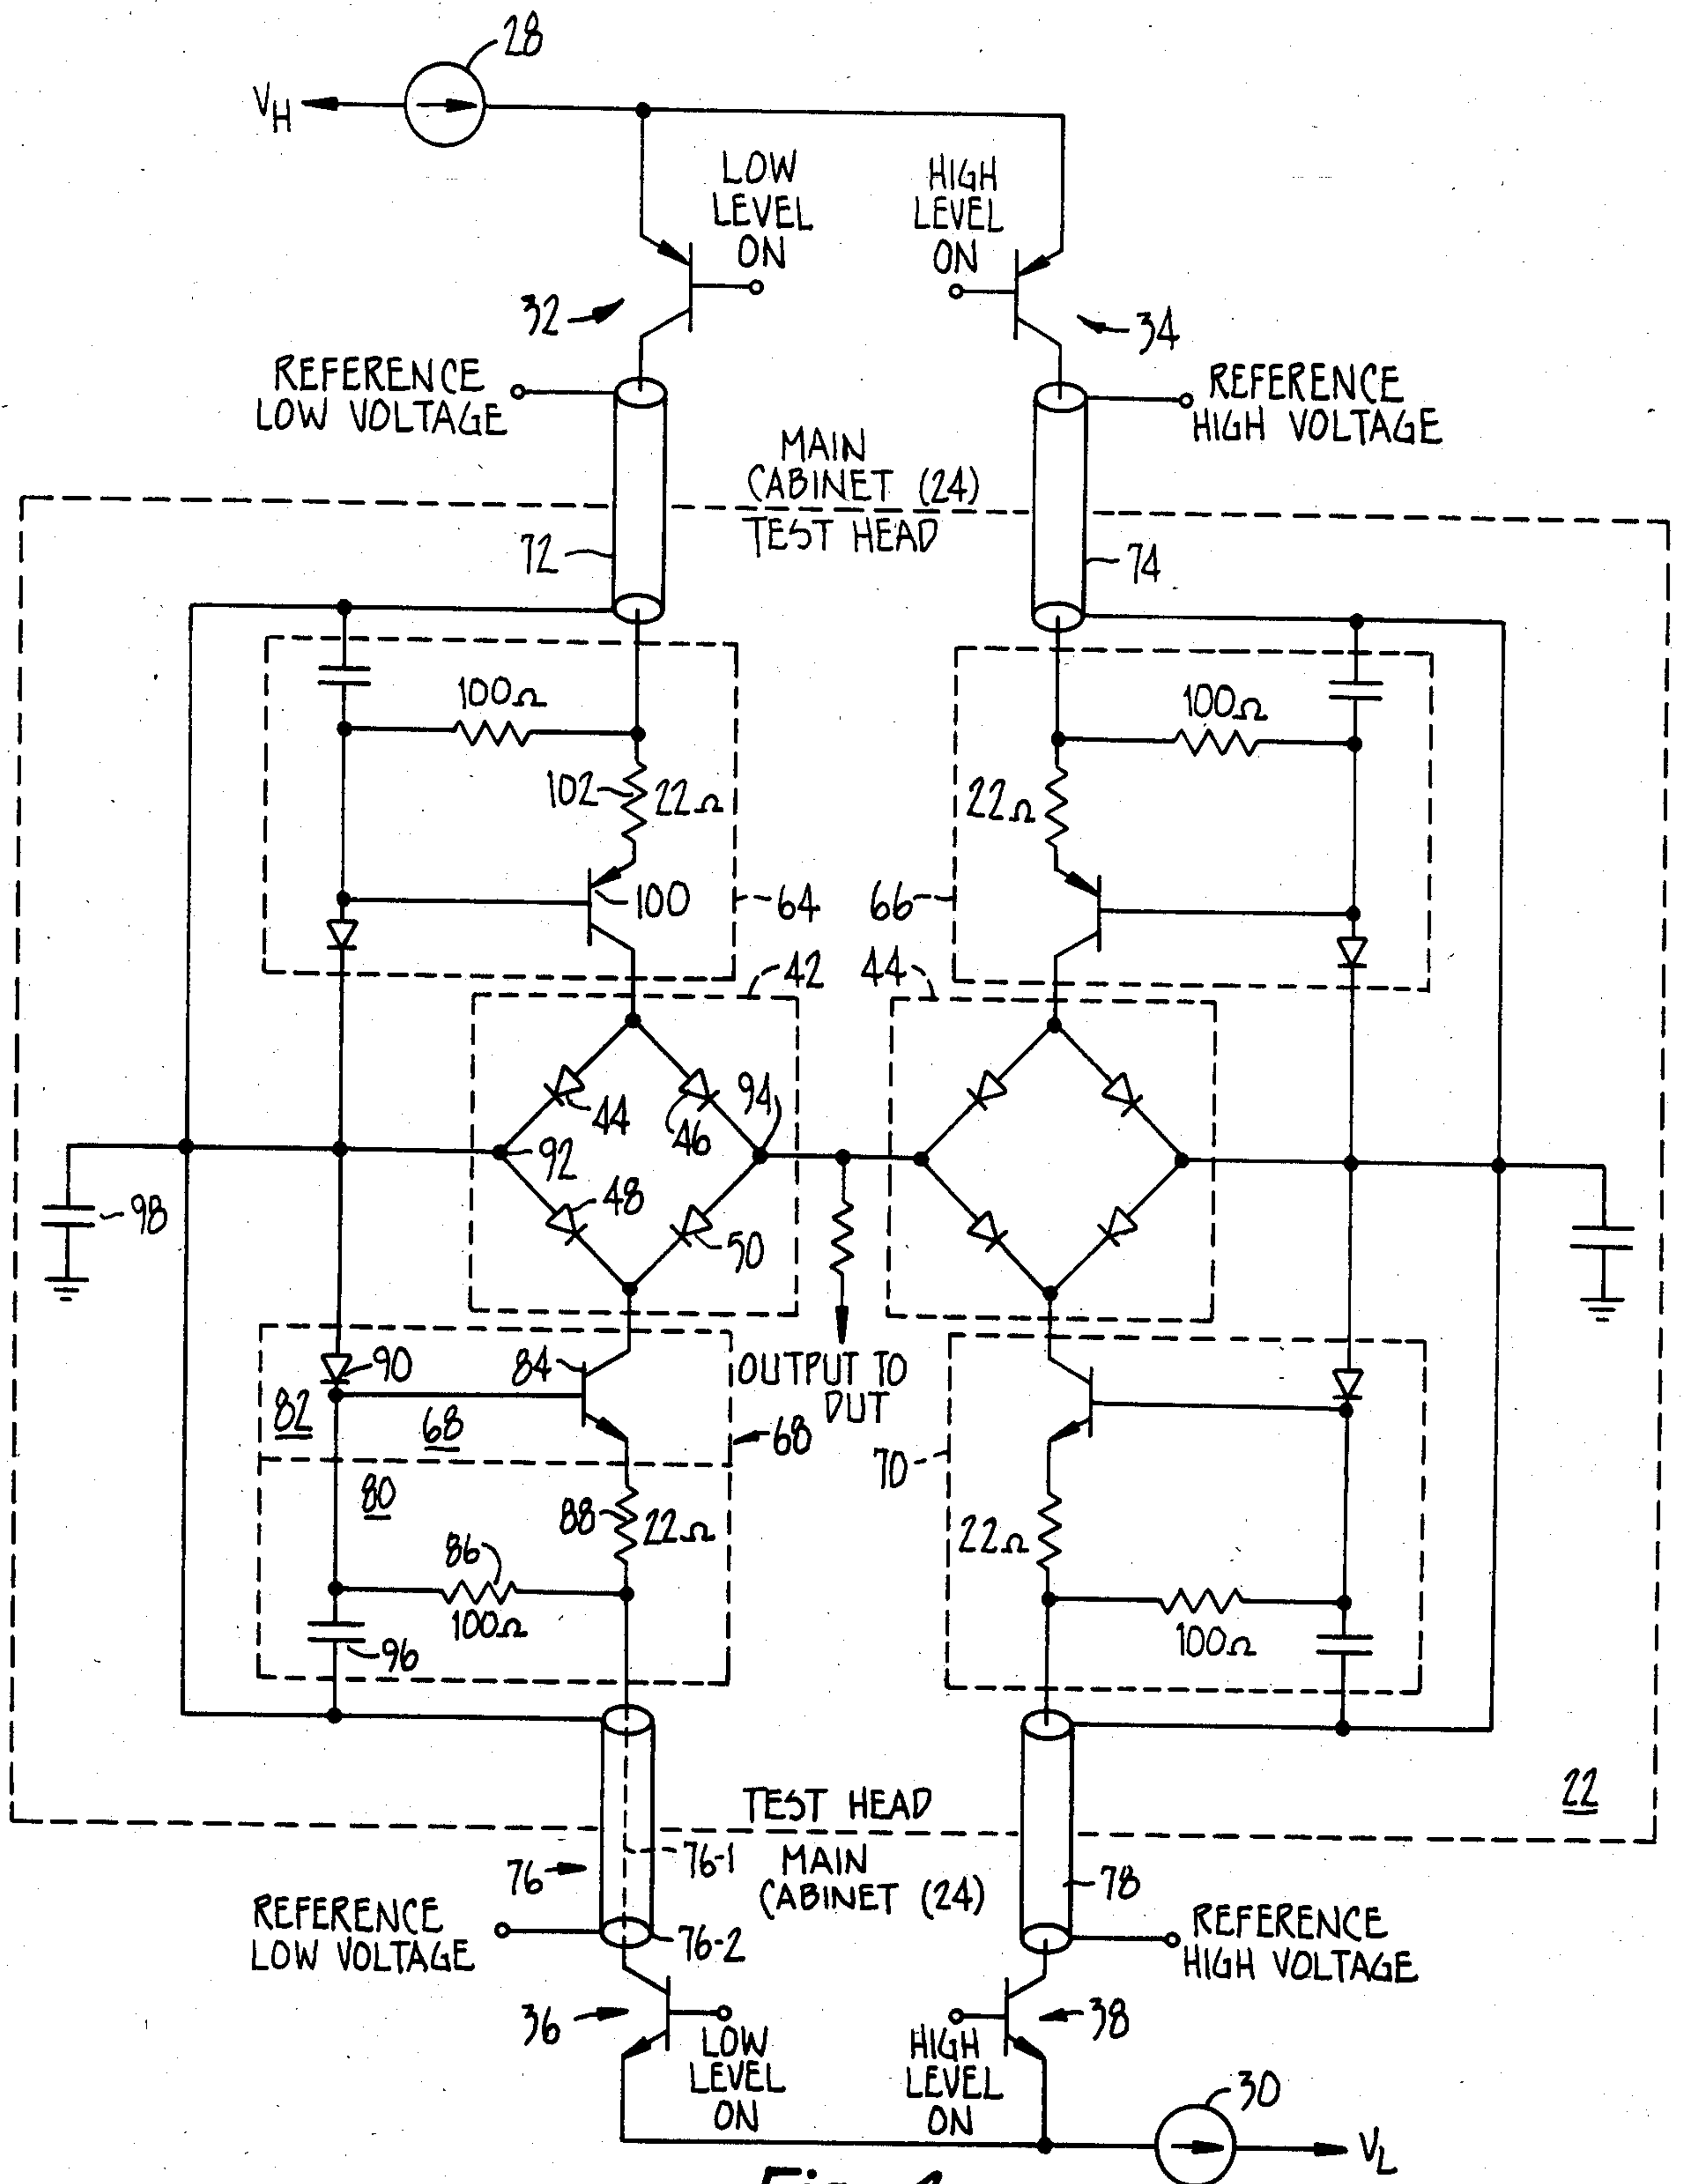 28
VH
LOW
LEVEL
ON
HIGH
LEVEL
ON
32
34
REFERENCE
LOW VOLTAGE
REFERENCE
HIGH VOLTAGE
MAIN
CABINET (24)
TEST HEAD
72
74
100Ω
100Ω
102
22Ω
22Ω
100
64
66
42
44
44
46
94
92
48
50
98
90
84
OUTPUT TO
DUT
82
68
68
70
80
88
22Ω
22Ω
86
100Ω
100Ω
96
TEST HEAD
22
76-1
MAIN
CABINET (24)
76
78
REFERENCE
LOW VOLTAGE
76-2
REFERENCE
HIGH VOLTAGE
36
38
LOW
LEVEL
ON
HIGH
LEVEL
ON
30
VL